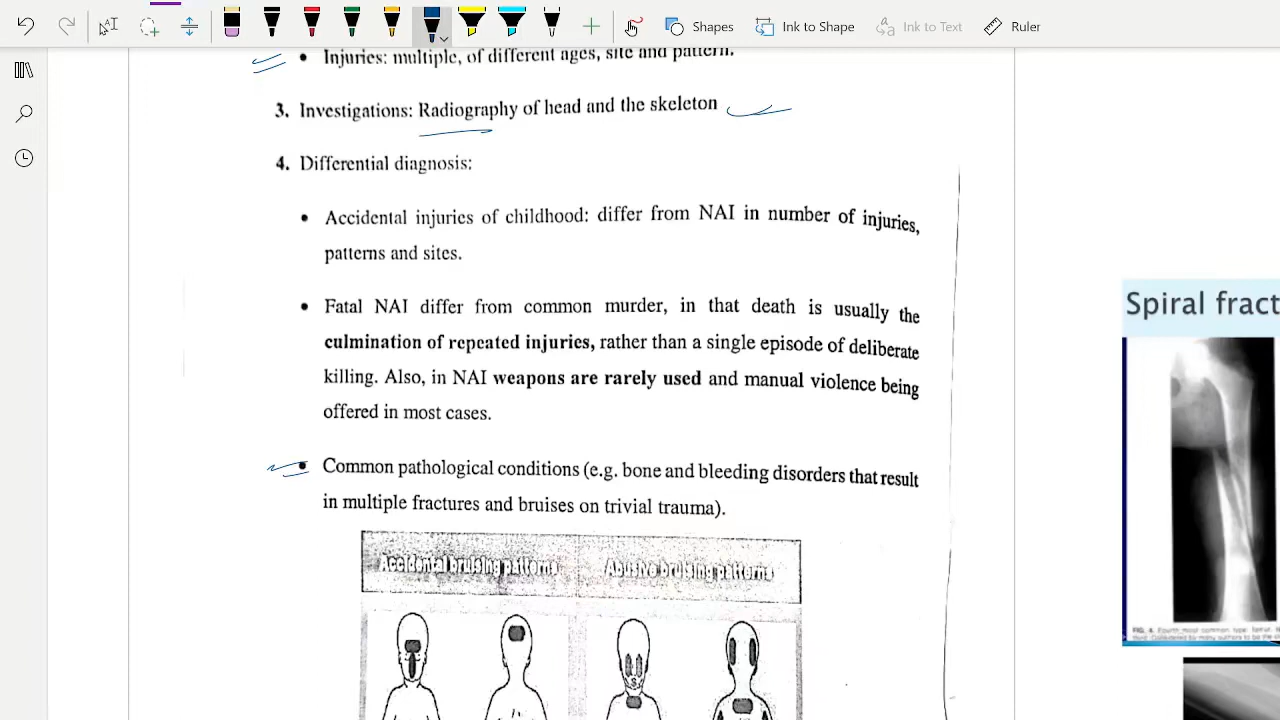 Shapes
Ink to Shape
Ink to Text
Ruler
• Injuries: multiple, of different ages, site and pattern.
3. Investigations: Radiography of head and the skeleton
4. Differential diagnosis:
• Accidental injuries of childhood: differ from NAI in number of injuries,
patterns and sites.
• Fatal NAI differ from common murder, in that death is usually the
culmination of repeated injuries, rather than a single episode of deliberate
killing. Also, in NAI weapons are rarely used and manual violence being
offered in most cases.
• Common pathological conditions (e.g. bone and bleeding disorders that result
in multiple fractures and bruises on trivial trauma).
Accidental bruising patterns
Abusive bruising patterns
Spiral fract